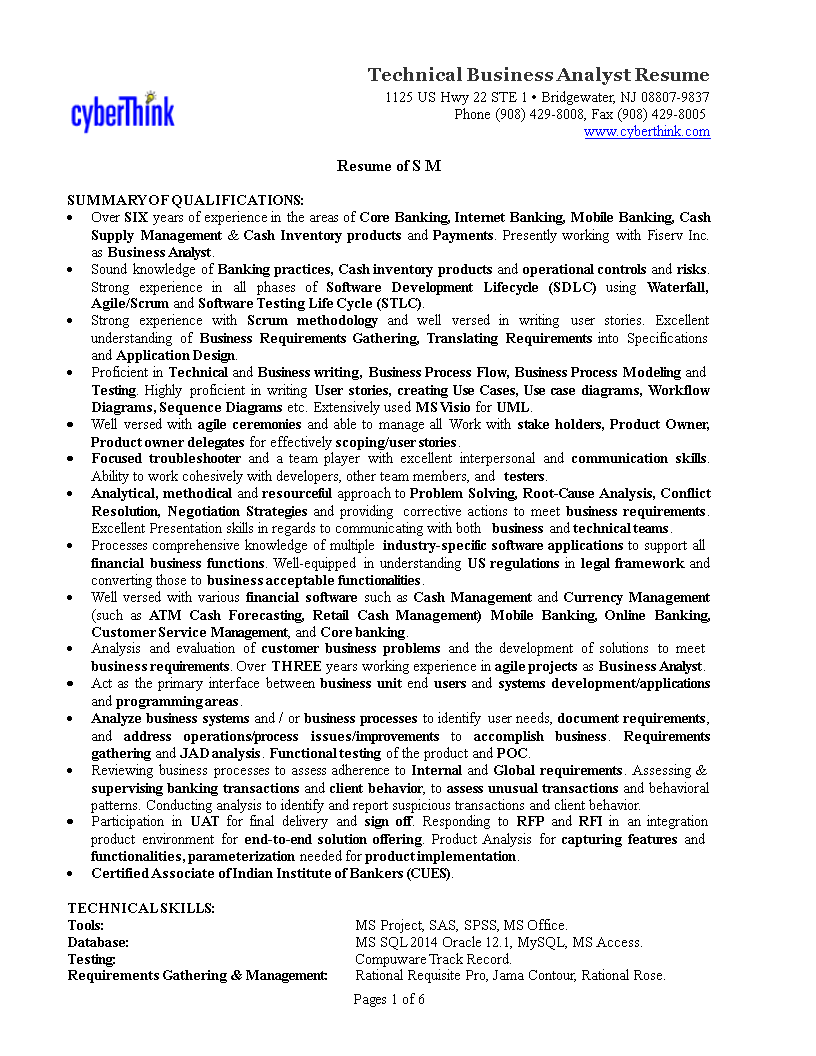 Technical Business Analyst Resume
cyberThink
1125 US Hwy 22 STE 1 • Bridgewater, NJ 08807-9837
Phone (908) 429-8008, Fax (908) 429-8005
www.cyberthink.com
Resume of S M
SUMMARY OF QUALIFICATIONS:
• Over SIX years of experience in the areas of Core Banking, Internet Banking, Mobile Banking, Cash
Supply Management & Cash Inventory products and Payments. Presently working with Fiserv Inc.
as Business Analyst.
• Sound knowledge of Banking practices, Cash inventory products and operational controls and risks.
Strong experience in all phases of Software Development Lifecycle (SDLC) using Waterfall,
Agile/Scrum and Software Testing Life Cycle (STLC).
• Strong experience with Scrum methodology and well versed in writing user stories. Excellent
understanding of Business Requirements Gathering, Translating Requirements into Specifications
and Application Design.
• Proficient in Technical and Business writing, Business Process Flow, Business Process Modeling and
Testing. Highly proficient in writing User stories, creating Use Cases, Use case diagrams, Workflow
Diagrams, Sequence Diagrams etc. Extensively used MS Visio for UML.
• Well versed with agile ceremonies and able to manage all Work with stake holders, Product Owner,
Product owner delegates for effectively scoping/user stories.
• Focused troubleshooter and a team player with excellent interpersonal and communication skills.
Ability to work cohesively with developers, other team members, and testers.
• Analytical, methodical and resourceful approach to Problem Solving, Root-Cause Analysis, Conflict
Resolution, Negotiation Strategies and providing corrective actions to meet business requirements.
Excellent Presentation skills in regards to communicating with both business and technical teams.
• Processes comprehensive knowledge of multiple industry-specific software applications to support all
financial business functions. Well-equipped in understanding US regulations in legal framework and
converting those to business acceptable functionalities.
• Well versed with various financial software such as Cash Management and Currency Management
(such as ATM Cash Forecasting, Retail Cash Management) Mobile Banking, Online Banking,
Customer Service Management, and Core banking.
• Analysis and evaluation of customer business problems and the development of solutions to meet
business requirements. Over THREE years working experience in agile projects as Business Analyst.
• Act as the primary interface between business unit end users and systems development/applications
and programming areas.
• Analyze business systems and / or business processes to identify user needs, document requirements,
and address operations/process issues/improvements to accomplish business. Requirements
gathering and JAD analysis. Functional testing of the product and POC.
• Reviewing business processes to assess adherence to Internal and Global requirements. Assessing &
supervising banking transactions and client behavior, to assess unusual transactions and behavioral
patterns. Conducting analysis to identify and report suspicious transactions and client behavior.
• Participation in UAT for final delivery and sign off. Responding to RFP and RFI in an integration
product environment for end-to-end solution offering. Product Analysis for capturing features and
functionalities, parameterization needed for product implementation.
• Certified Associate of Indian Institute of Bankers (CUES).
TECHNICAL SKILLS:
Tools: MS Project, SAS, SPSS, MS Office.
Database: MS SQL 2014 Oracle 12.1, MySQL, MS Access.
Testing: Compuware Track Record.
Requirements Gathering & Management: Rational Requisite Pro, Jama Contour, Rational Rose.
Pages 1 of 6